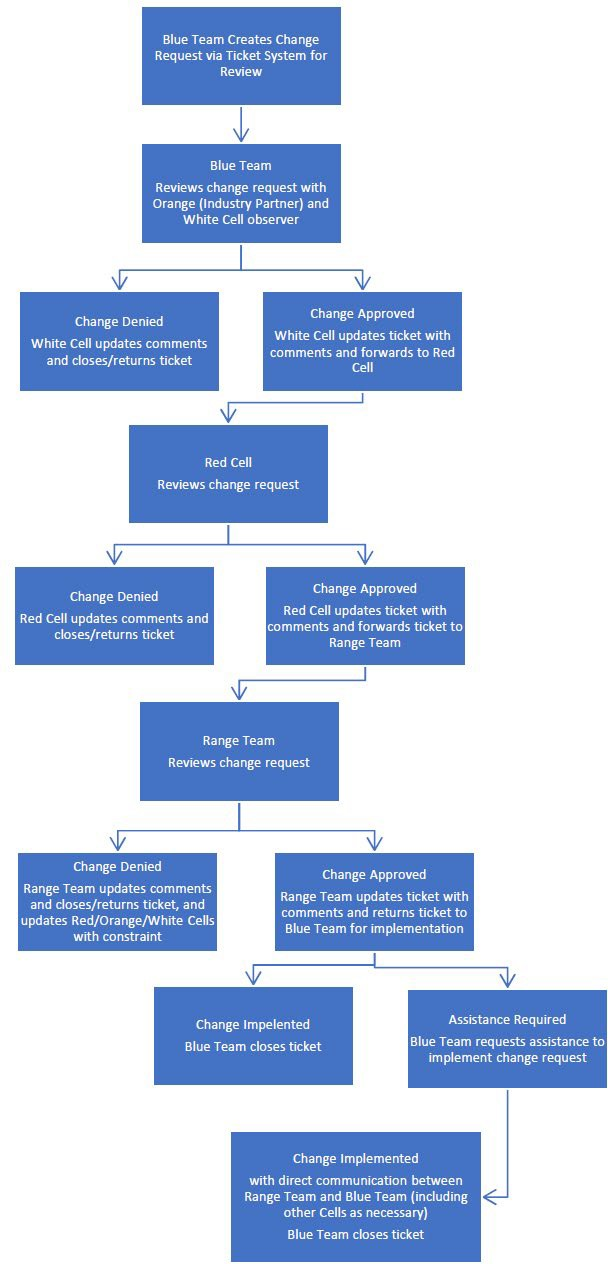 Blue Team Creates Change
Request via Ticket System for
Review
Blue Team
Reviews change request with
Orange (Industry Partner) and
White Cell observer
Change Denied
White Cell updates comments
and closes/returns ticket
Change Approved
White Cell updates ticket with
comments and forwards to Red
Cell
Red Cell
Reviews change request
Change Denied
Red Cell updates comments and
closes/returns ticket
Change Approved
Red Cell updates ticket with
comments and forwards ticket to
Range Team
Range Team
Reviews change request
Change Denied
Range Team updates comments
and closes/returns ticket, and
updates Red/Orange/White Cells
with constraint
Change Approved
Range Team updates ticket with
comments and returns ticket to
Blue Team for implementation
Change Impelented
Blue Team closes ticket
Assistance Required
Blue Team requests assistance to
implement change request
Change Implemented
with direct communication between
Range Team and Blue Team (including
other Cells as necessary)
Blue Team closes ticket